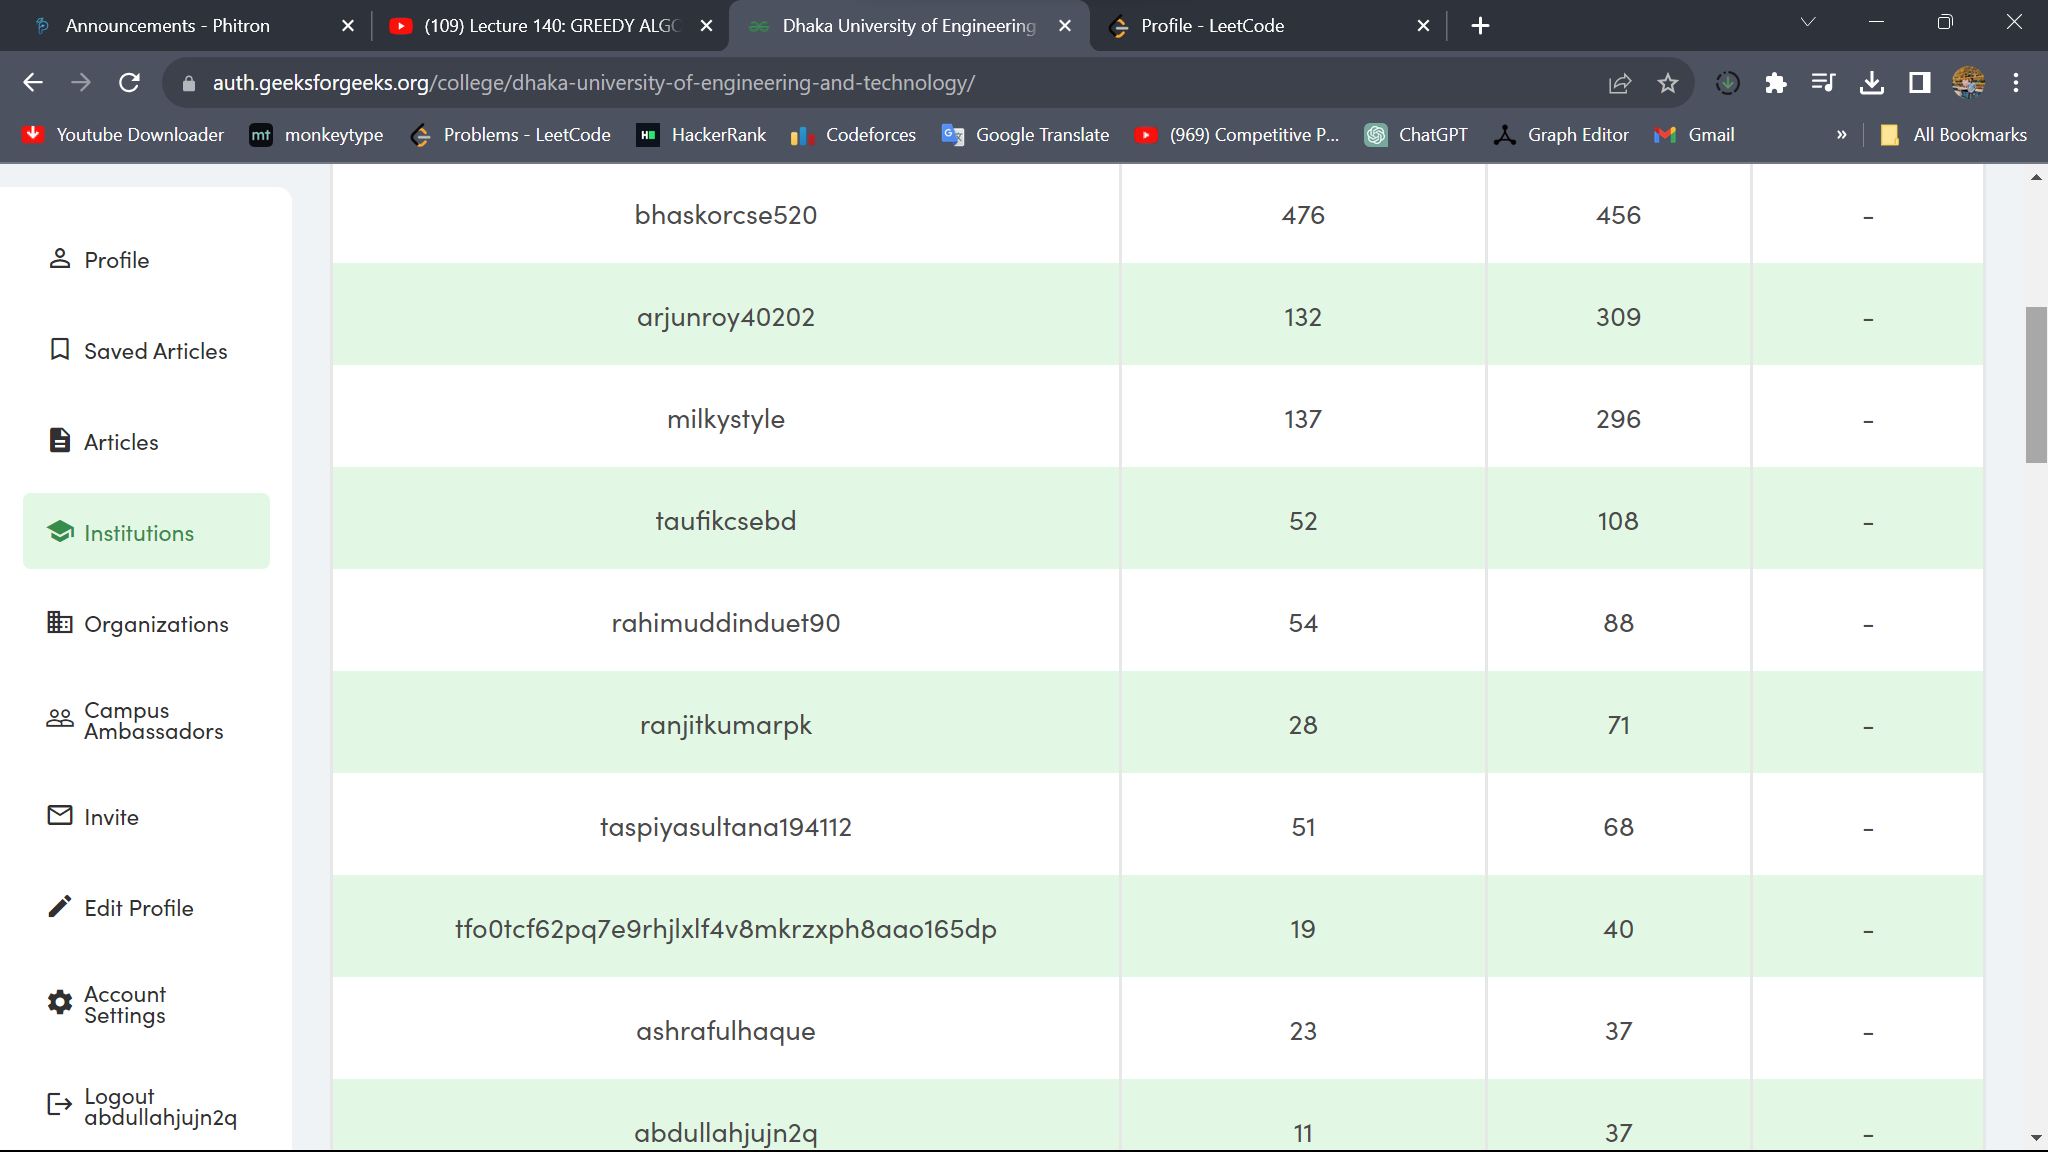 Announcements - Phitron
(109) Lecture 140: GREEDY ALGO
Dhaka University of Engineering
Profile - LeetCode
auth.geeksforgeeks.org/college/dhaka-university-of-engineering-and-technology/
Youtube Downloader
mt monkeytype
Problems - LeetCode
H HackerRank
Codeforces
G Google Translate
(969) Competitive P...
ChatGPT
Graph Editor
Gmail
»
All Bookmarks
Profile
Saved Articles
Articles
Institutions
Organizations
Campus
Ambassadors
Invite
Edit Profile
Account
Settings
Logout
abdullahjujn2q
bhaskorcse520 476 456 -
arjunroy40202 132 309 -
milkystyle 137 296 -
taufikcsebd 52 108 -
rahimuddinduet90 54 88 -
ranjitkumarpk 28 71 -
taspiyasultana194112 51 68 -
tfo0tcf62pq7e9rhjlxlf4v8mkrzxph8aao165dp 19 40 -
ashrafulhaque 23 37 -
abdullahjujn2q 11 37 -